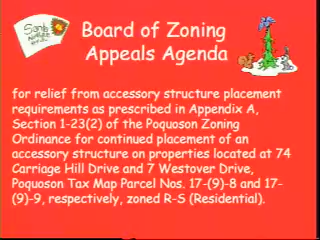 Board of Zoning
Appeals Agenda
for relief from accessory structure placement
requirements as prescribed in Appendix A,
Section 1-23(2) of the Poquoson Zoning
Ordinance for continued placement of an
accessory structure on properties located at 74
Carriage Hill Drive and 7 Westover Drive,
Poquoson Tax Map Parcel Nos. 17-(9)-8 and 17-
(9)-9, respectively, zoned R-S (Residential).